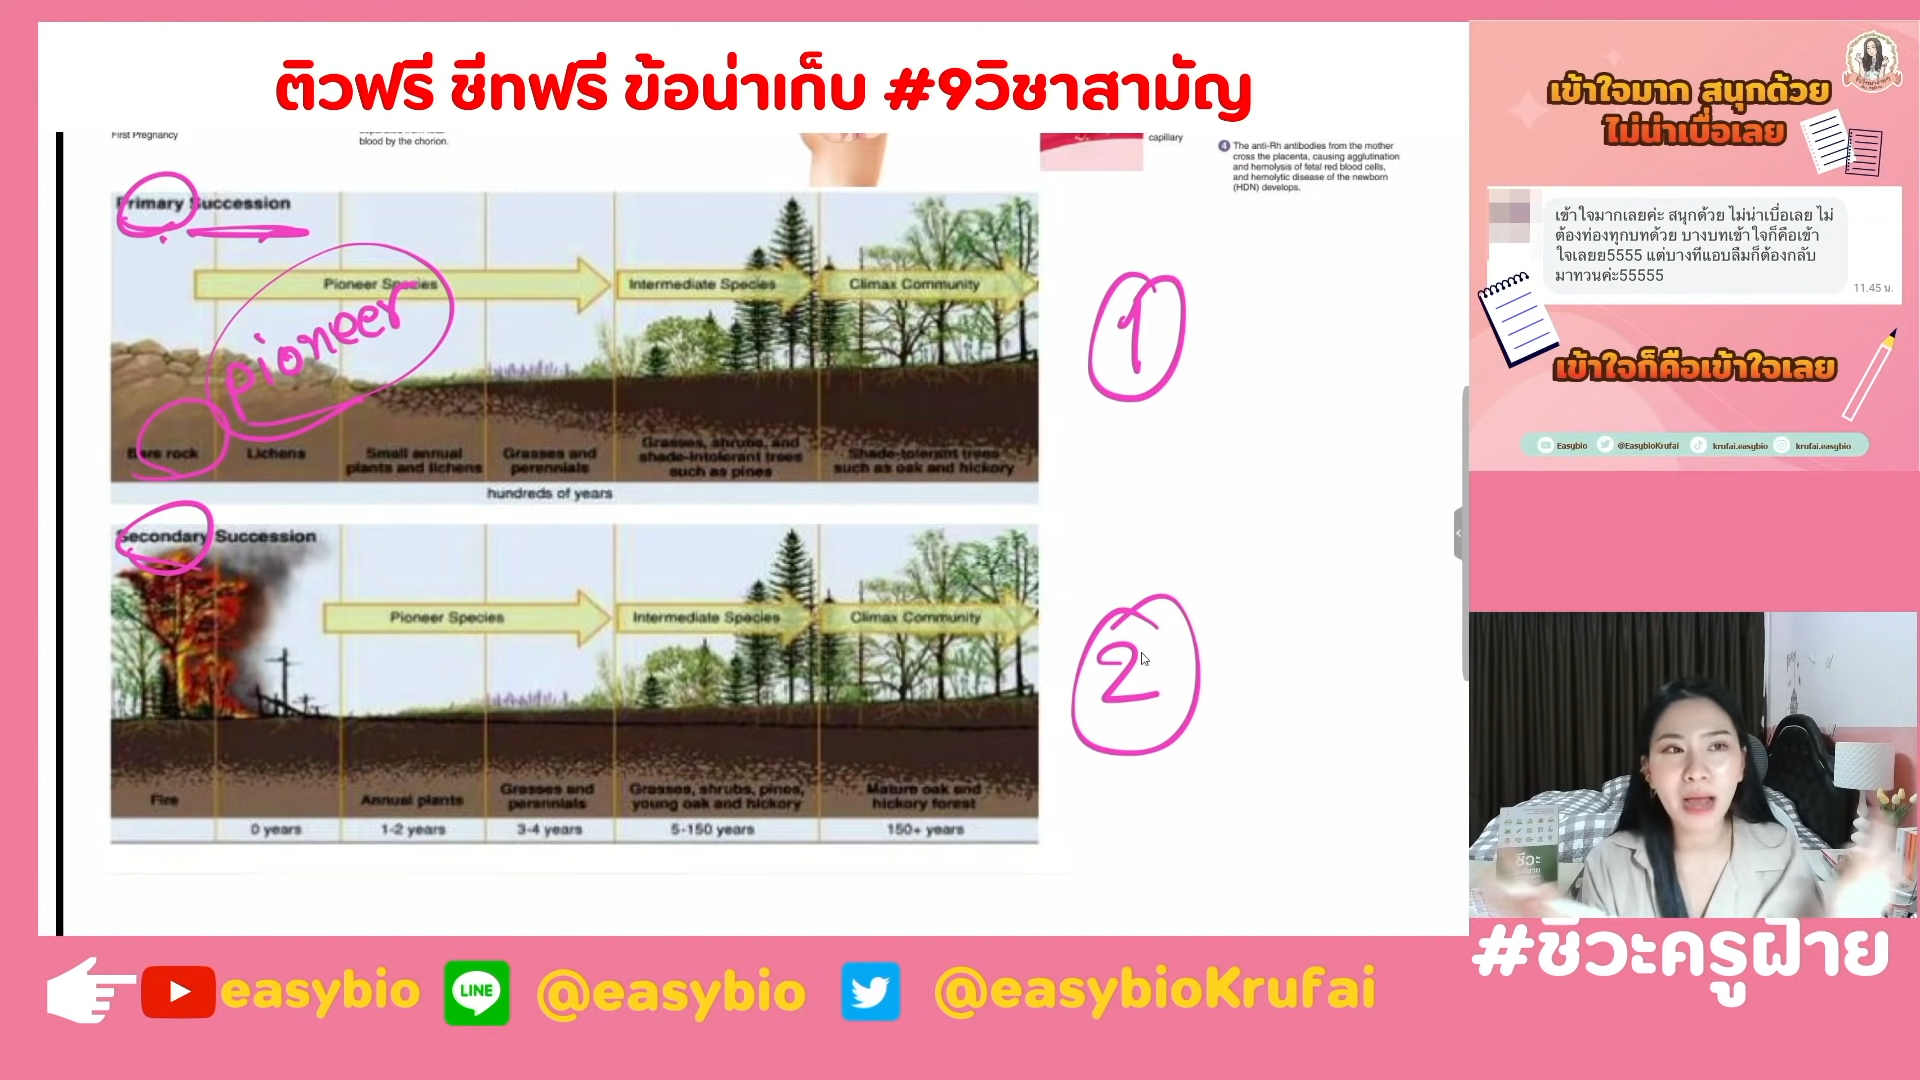 ติวฟรี ชีทฟรี ข้อน่าเก็บ #9วิชาสามัญ
First Pregnancy
blood by the chorion.
capillary
4 The anti-Rh antibodies from the mother
cross the placenta, causing agglutination
and hemolysis of fetal red blood cells,
and hemolytic disease of the newborn
(HDN) develops.
Primary Succession
Pioneer Species
Intermediate Species
Climax Community
pioneer
1
Bare rock
Lichens
Small annual
plants and lichens
Grasses and
perennials
Grasses, shrubs, and
shade-intolerant trees
such as pines
Shade-tolerant trees
such as oak and hickory
hundreds of years
Secondary Succession
Pioneer Species
Intermediate Species
Climax Community
2
Fire
Annual plants
Grasses and
perennials
Grasses, shrubs, pines,
young oak and hickory
Mature oak and
hickory forest
0 years
1-2 years
3-4 years
5-150 years
150+ years
เข้าใจมาก สนุกด้วย
ไม่น่าเบื่อเลย
เข้าใจมากเลยค่ะ สนุกด้วย ไม่น่าเบื่อเลย ไม่
ต้องท่องทุกบทด้วย บางบทเข้าใจก็คือเข้า
ใจเลยย5555 แต่บางทีแอบลืมก็ต้องกลับ
มาทวนค่ะ55555
11.45 น.
เข้าใจก็คือเข้าใจเลย
Easybio
@EasybioKrufai
krufai.easybio
krufai.easybio
ชีวะ
#ชีวะครูฝ้าย
easybio
LINE
@easybio
@easybioKrufai